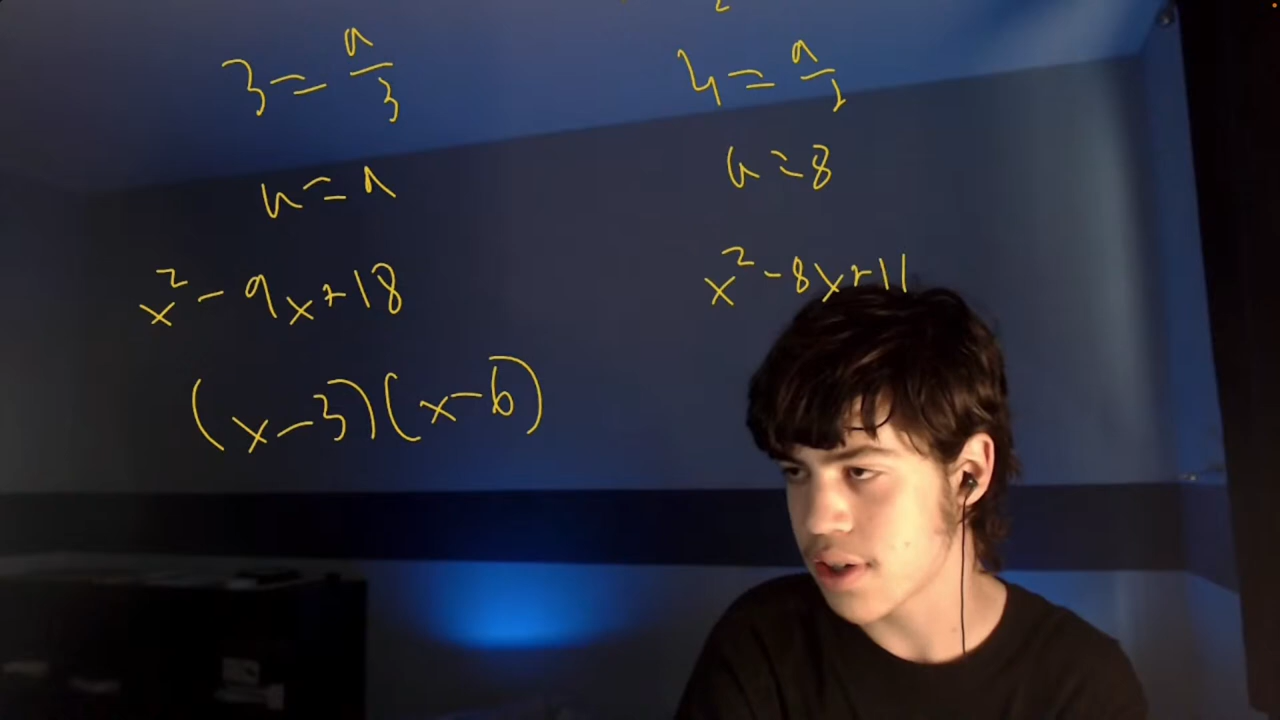 3 = a/3
a = 9
x² - 9x + 18
(x - 3)(x - 6)
4 = a/2
a = 8
x² - 8x + 11